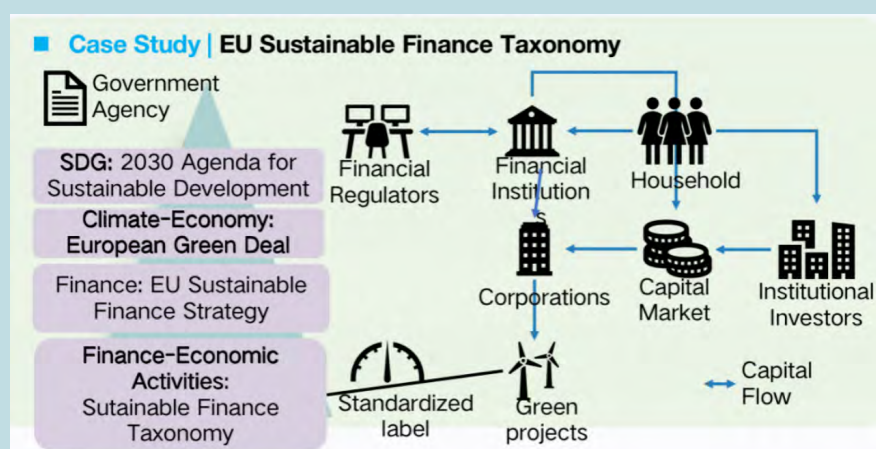 ■ Case Study | EU Sustainable Finance Taxonomy
Government
Agency
SDG: 2030 Agenda for
Sustainable Development
Climate-Economy:
European Green Deal
Finance: EU Sustainable
Finance Strategy
Finance-Economic
Activities:
Sutainable Finance
Taxonomy
Financial
Regulators
Financial
Institution
s
Household
Corporations
Capital
Market
Institutional
Investors
Standardized
label
Green
projects
Capital
Flow